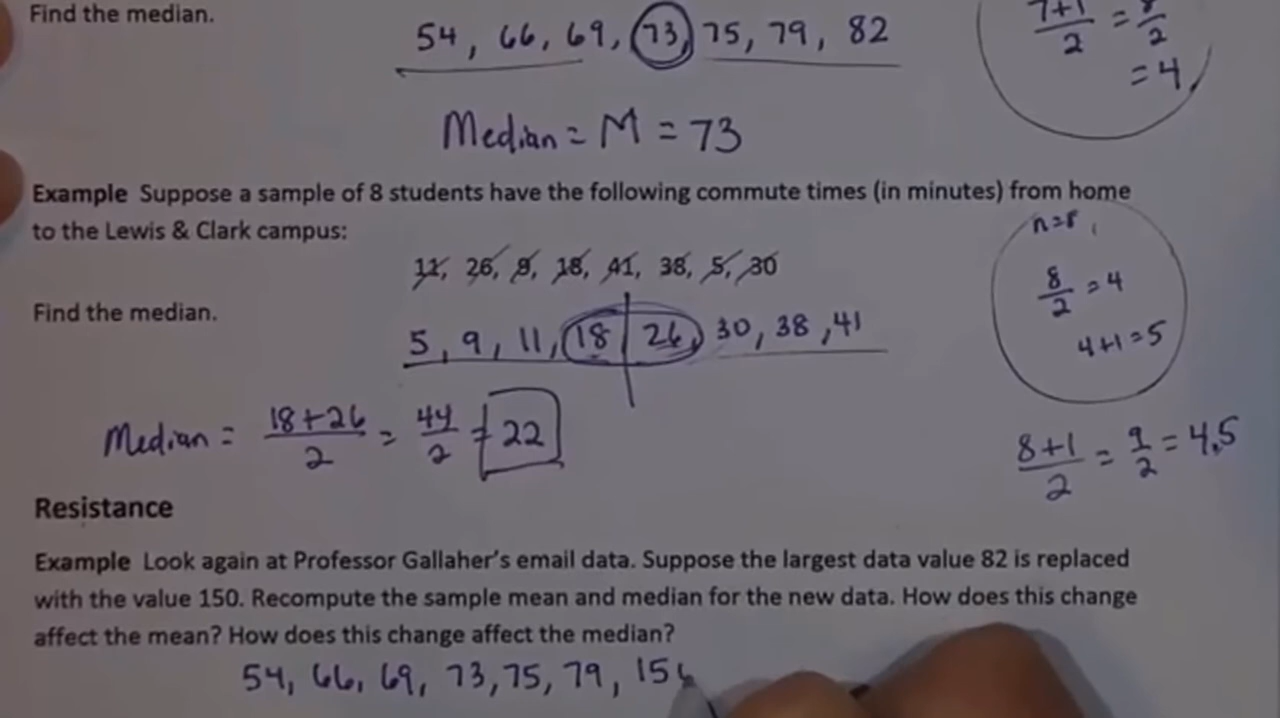 Find the median.
54, 66, 69, 73, 75, 79, 82
7+1/2 = 8/2
= 4
Median = M = 73
Example Suppose a sample of 8 students have the following commute times (in minutes) from home
to the Lewis & Clark campus:
n=8
11, 26, 9, 18, 41, 38, 5, 30
8/2 = 4
4+1=5
Find the median.
5, 9, 11, 18 26, 30, 38, 41
Median = 18+26/2 = 44/2 = 22
8+1/2 = 9/2 = 4.5
Resistance
Example Look again at Professor Gallaher's email data. Suppose the largest data value 82 is replaced
with the value 150. Recompute the sample mean and median for the new data. How does this change
affect the mean? How does this change affect the median?
54, 66, 69, 73, 75, 79, 150